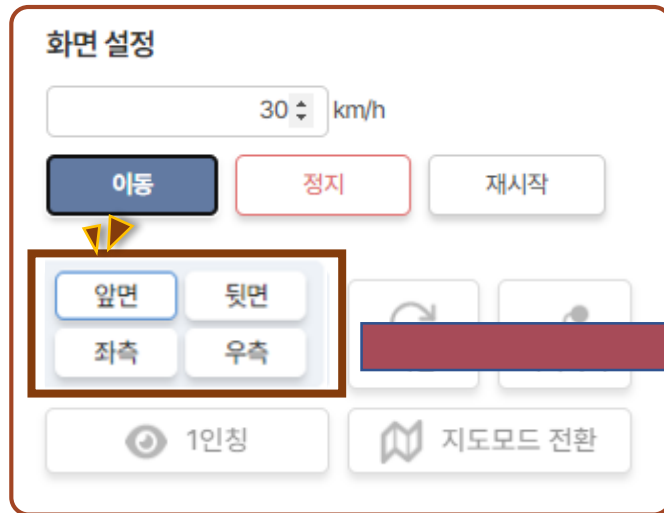 화면 설정
30 km/h
이동 정지 재시작
앞면 뒷면
좌측 우측
1인칭 지도모드 전환